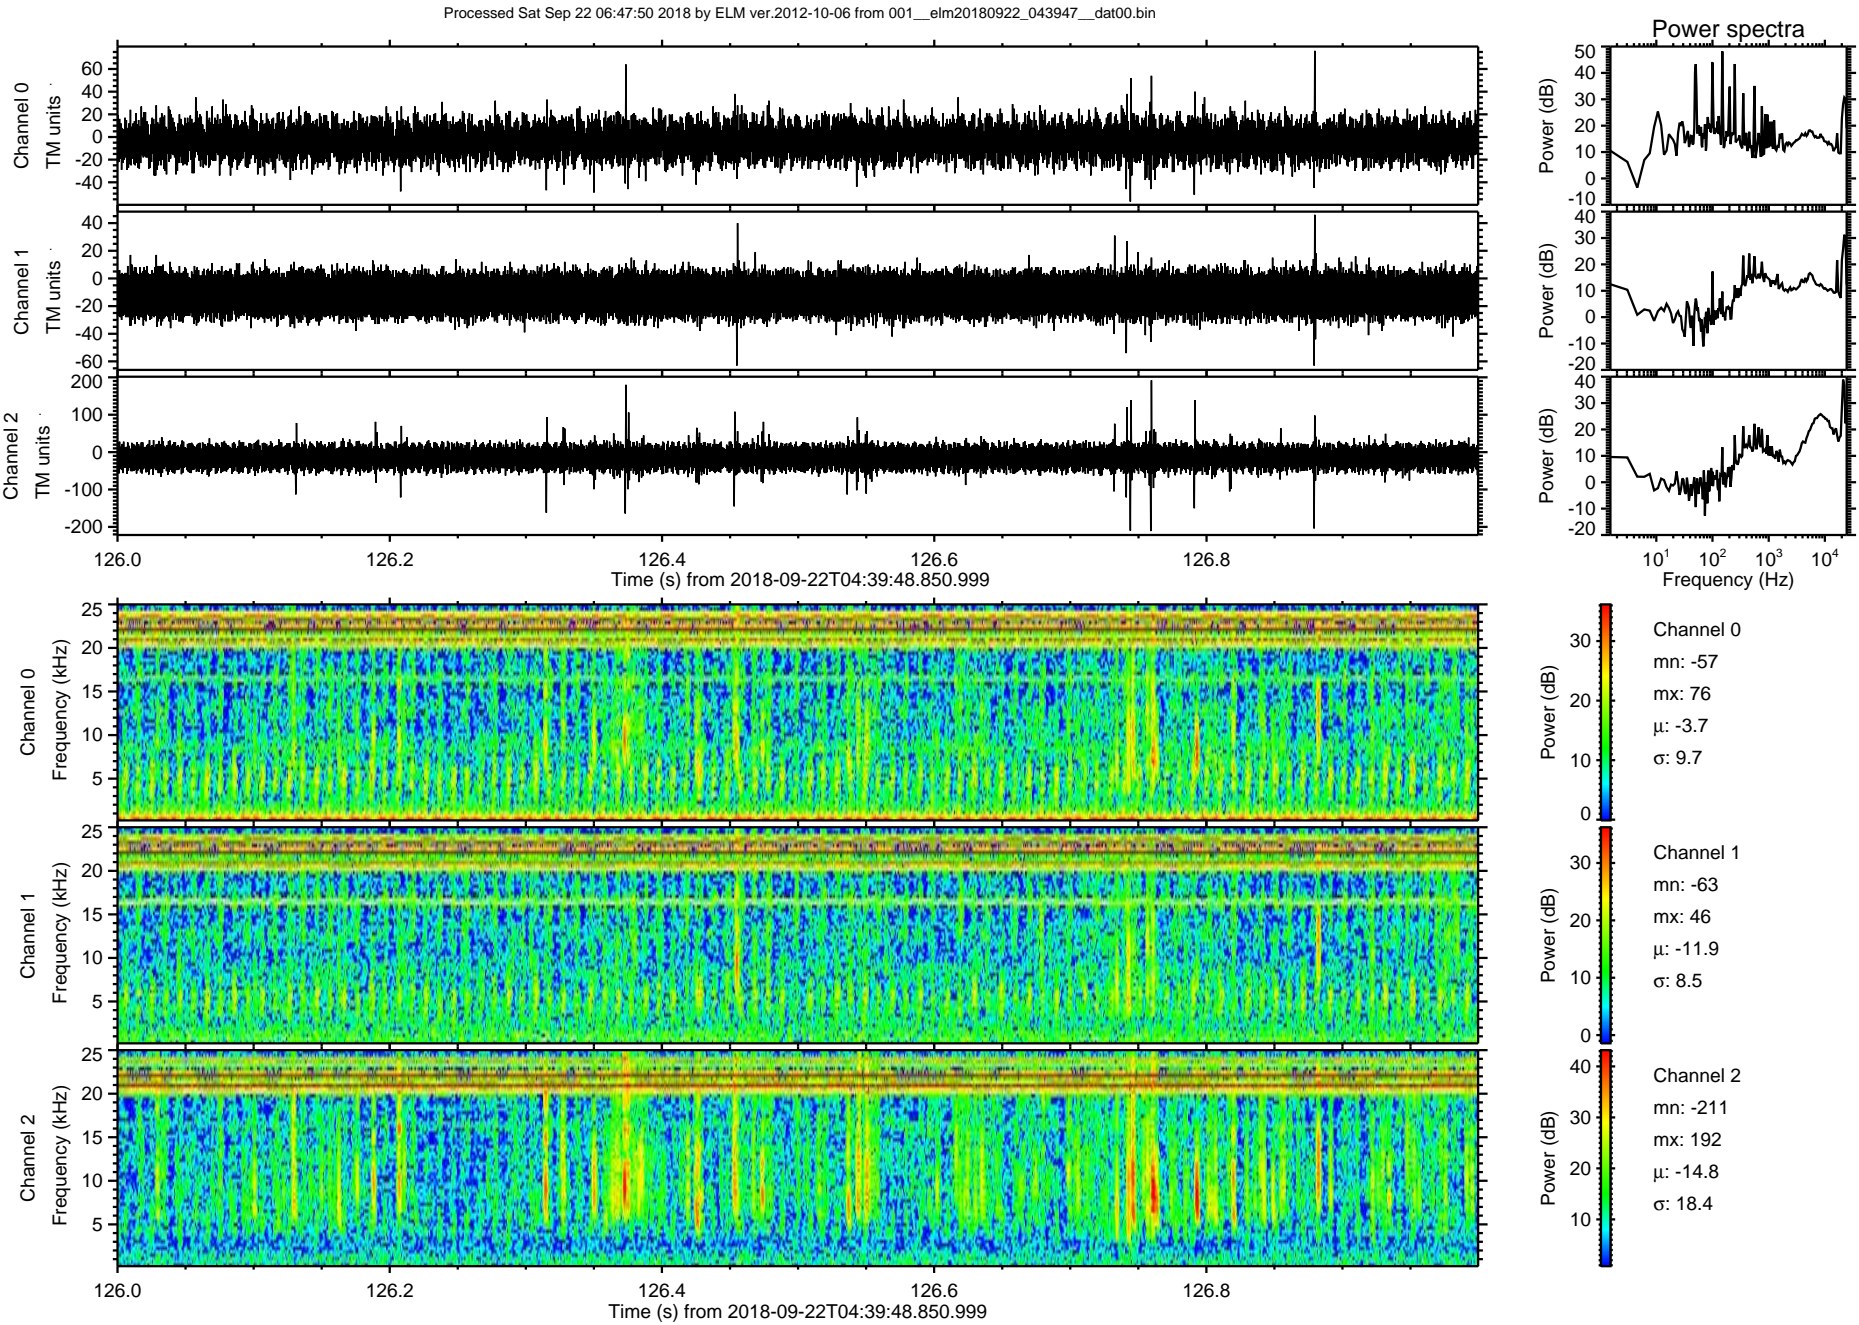 Processed Sat Sep 22 06:47:50 2018 by ELM ver.2012-10-06 from 001__elm20180922_043947__dat00.bin
Power spectra
Channel 0
TM units
60
40
20
0
-20
-40
Power (dB)
50
40
30
20
10
0
-10
Channel 1
TM units
40
20
0
-20
-40
-60
Power (dB)
40
30
20
10
0
-10
-20
Channel 2
TM units
200
100
0
-100
-200
Power (dB)
40
30
20
10
0
-10
-20
126.0 126.2 126.4 126.6 126.8
Time (s) from 2018-09-22T04:39:48.850.999
10^1 10^2 10^3 10^4
Frequency (Hz)
Channel 0
Frequency (kHz)
25
20
15
10
5
Power (dB)
30
20
10
0
Channel 0
mn: -57
mx: 76
μ: -3.7
σ: 9.7
Channel 1
Frequency (kHz)
25
20
15
10
5
Power (dB)
30
20
10
0
Channel 1
mn: -63
mx: 46
μ: -11.9
σ: 8.5
Channel 2
Frequency (kHz)
25
20
15
10
5
Power (dB)
40
30
20
10
Channel 2
mn: -211
mx: 192
μ: -14.8
σ: 18.4
126.0 126.2 126.4 126.6 126.8
Time (s) from 2018-09-22T04:39:48.850.999